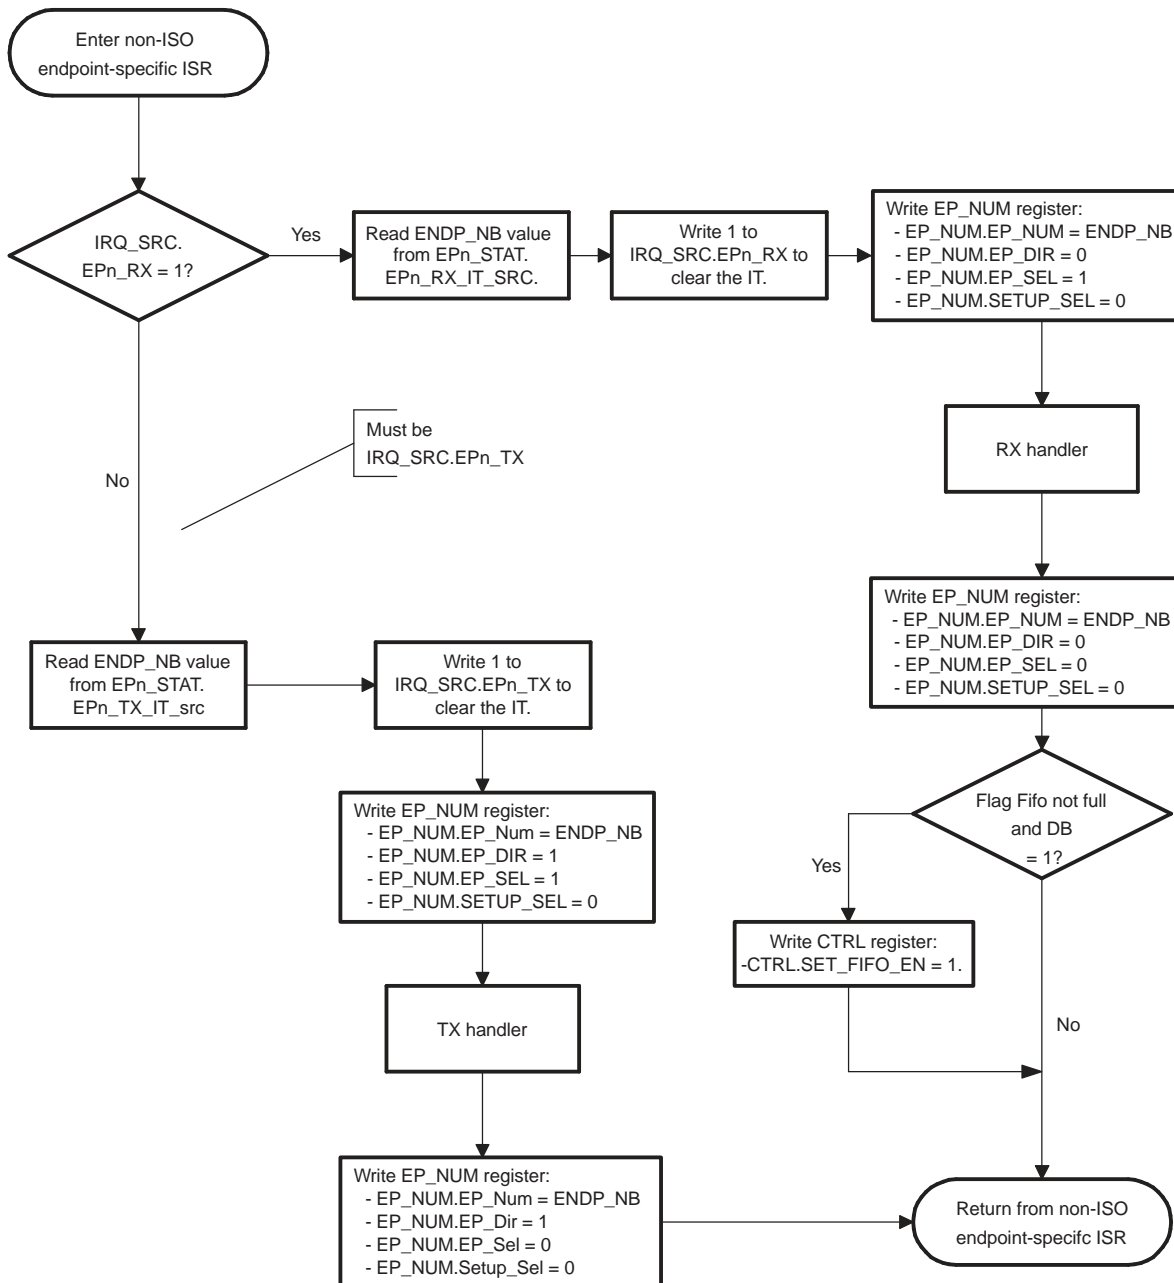 Enter non-ISO
endpoint-specific ISR
IRQ_SRC.
EPn_RX = 1?
Yes
Read ENDP_NB value
from EPn_STAT.
EPn_RX_IT_SRC.
Write 1 to
IRQ_SRC.EPn_RX to
clear the IT.
Write EP_NUM register:
- EP_NUM.EP_NUM = ENDP_NB
- EP_NUM.EP_DIR = 0
- EP_NUM.EP_SEL = 1
- EP_NUM.SETUP_SEL = 0
Must be
IRQ_SRC.EPn_TX
No
RX handler
Write EP_NUM register:
- EP_NUM.EP_NUM = ENDP_NB
- EP_NUM.EP_DIR = 0
- EP_NUM.EP_SEL = 0
- EP_NUM.SETUP_SEL = 0
Read ENDP_NB value
from EPn_STAT.
EPn_TX_IT_src
Write 1 to
IRQ_SRC.EPn_TX to
clear the IT.
Write EP_NUM register:
- EP_NUM.EP_Num = ENDP_NB
- EP_NUM.EP_DIR = 1
- EP_NUM.EP_SEL = 1
- EP_NUM.SETUP_SEL = 0
Flag Fifo not full
and DB
= 1?
Yes
Write CTRL register:
-CTRL.SET_FIFO_EN = 1.
No
TX handler
Write EP_NUM register:
- EP_NUM.EP_Num = ENDP_NB
- EP_NUM.EP_Dir = 1
- EP_NUM.EP_Sel = 0
- EP_NUM.Setup_Sel = 0
Return from non-ISO
endpoint-specifc ISR